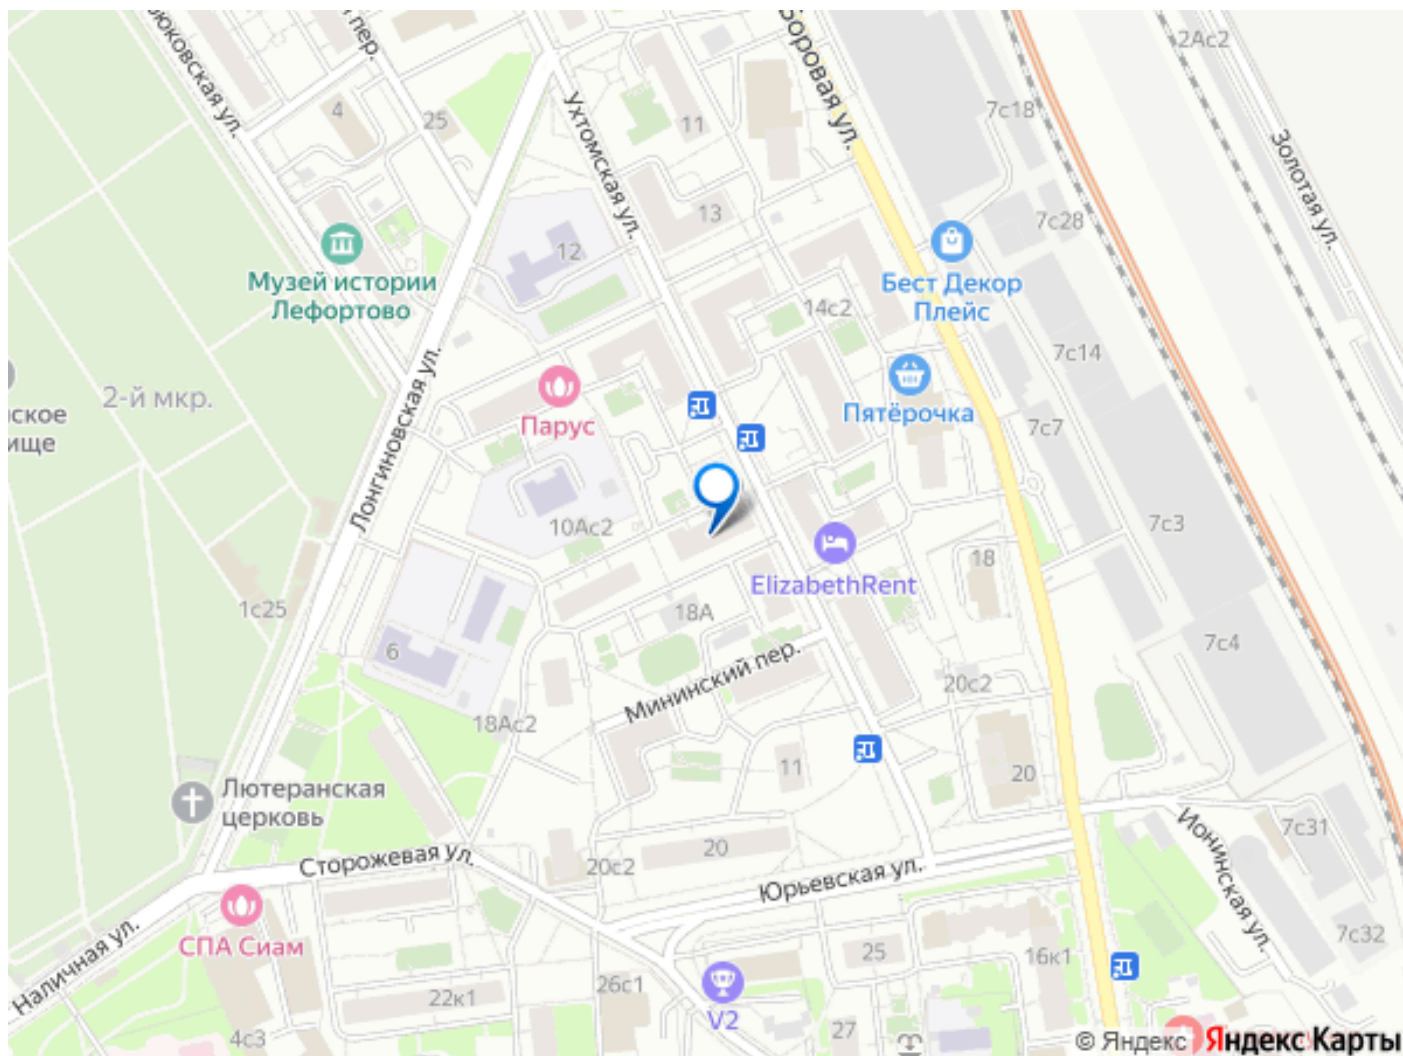 2Ас2
Боровая ул.
7с18
Золотая ул.
4
25
Ухтомская ул.
11
13
7с28
12
Музей истории
Лефортово
Бест Декор
Плейс
14с2
7с14
2-й мкр.
Парус
Пятёрочка
7с7
Лонгиновская ул.
10Ас2
7с3
18
ElizabethRent
1с25
18А
6
7с4
Мининский пер.
20с2
18Ас2
11
20
Лютеранская
церковь
Ионинская ул.
7с31
Сторожевая ул.
20с2
20
Юрьевская ул.
СПА Сиам
Наличная ул.
25
16к1
7с32
22к1
26с1
V2
4с3
27
© Яндекс Яндекс Карты